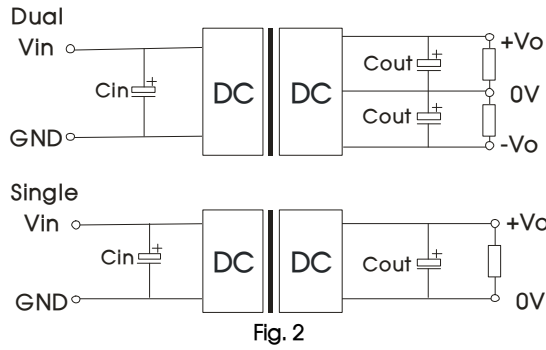 Dual
Vin
Cin
+
GND
DC
DC
Cout
+
Cout
+
+Vo
0V
-Vo
Single
Vin
Cin
+
GND
DC
DC
Cout
+
+Vo
0V
Fig. 2